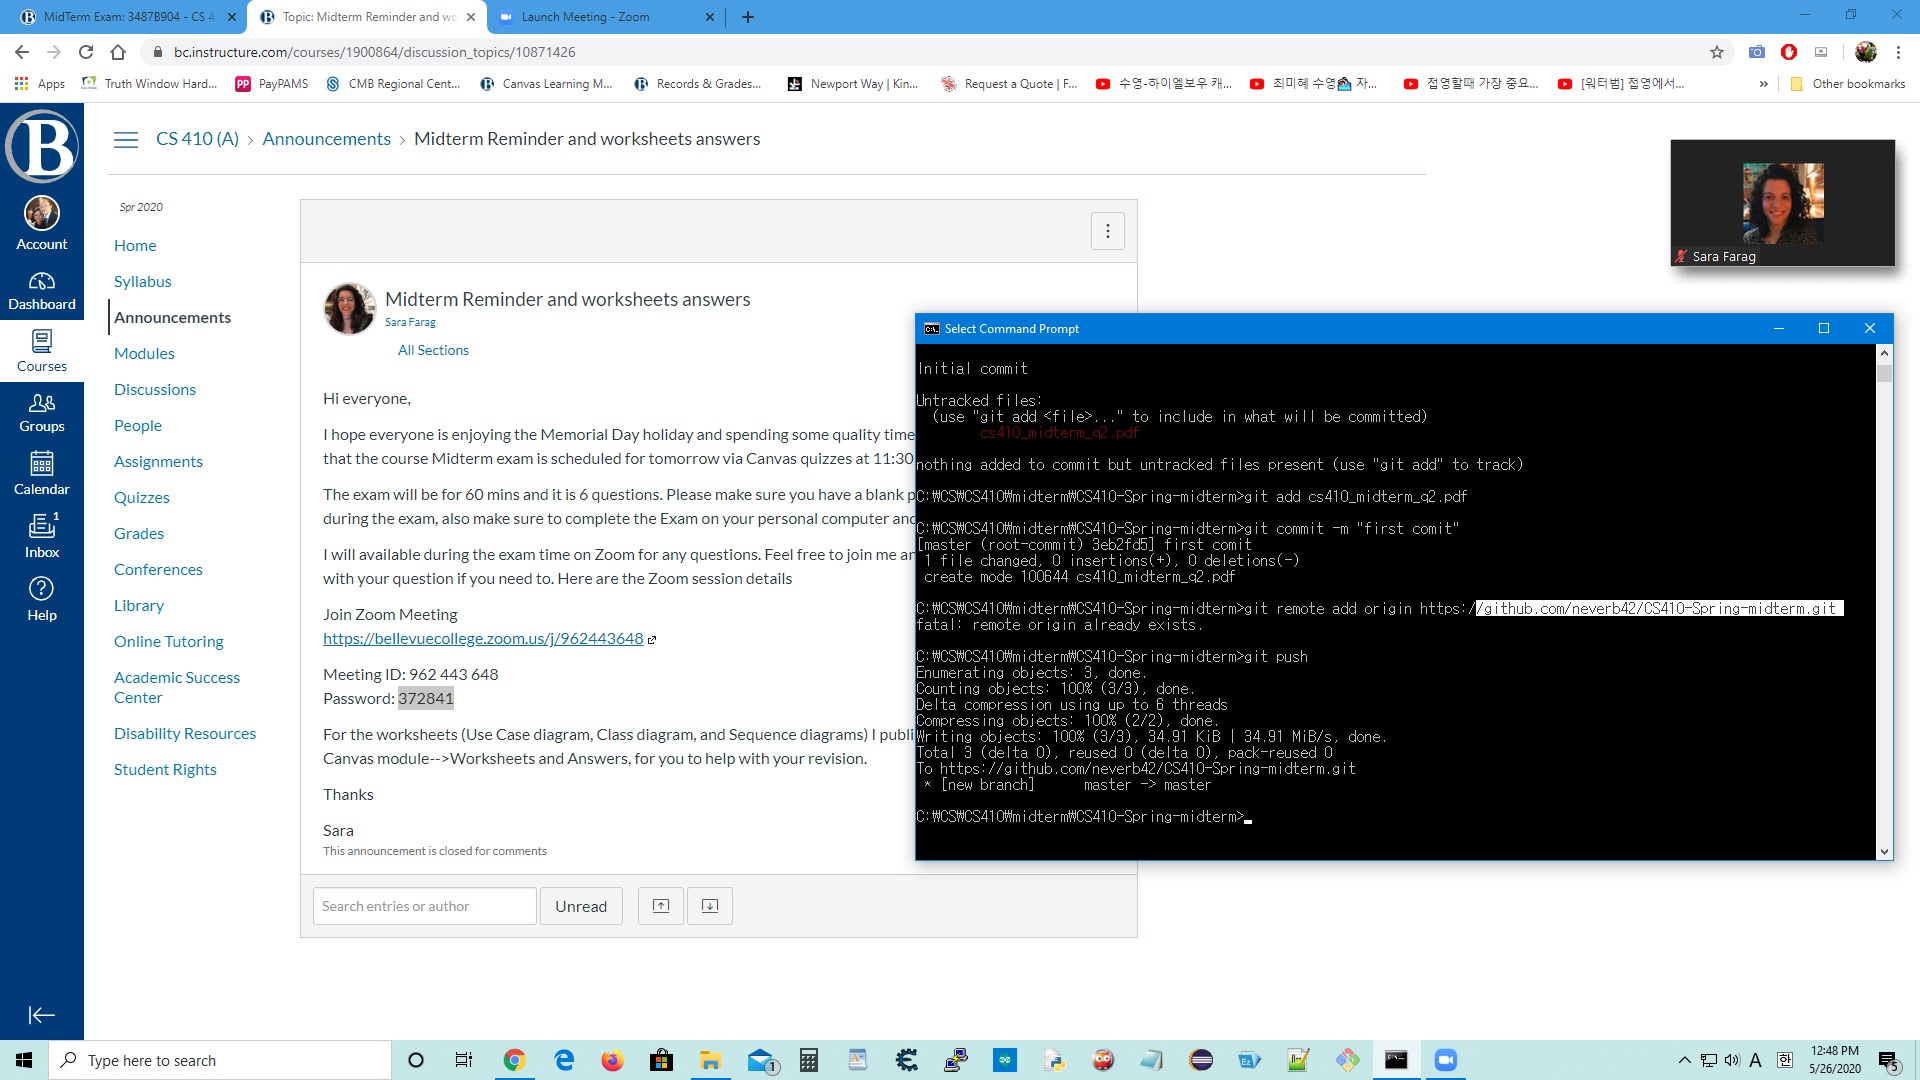 MidTerm Exam: 3487B904 - CS 4
Topic: Midterm Reminder and wo
Launch Meeting - Zoom
bc.instructure.com/courses/1900864/discussion_topics/10871426
Apps
Truth Window Hard...
PP
PayPAMS
CMB Regional Cent...
Canvas Learning M...
Records & Grades...
Newport Way | Kin...
Request a Quote | F...
수영-하이엘보우 캐...
최미혜 수영 자...
접영할때 가장 중요...
[워터범] 접영에서...
»
Other bookmarks
B
Account
Dashboard
Courses
Groups
Calendar
1
Inbox
Help
CS 410 (A) › Announcements › Midterm Reminder and worksheets answers
Spr 2020
Home
Syllabus
Announcements
Modules
Discussions
People
Assignments
Quizzes
Grades
Conferences
Library
Online Tutoring
Academic Success
Center
Disability Resources
Student Rights
Midterm Reminder and worksheets answers
Sara Farag
All Sections
Hi everyone,
I hope everyone is enjoying the Memorial Day holiday and spending some quality time
that the course Midterm exam is scheduled for tomorrow via Canvas quizzes at 11:30
The exam will be for 60 mins and it is 6 questions. Please make sure you have a blank p
during the exam, also make sure to complete the Exam on your personal computer and
I will available during the exam time on Zoom for any questions. Feel free to join me an
with your question if you need to. Here are the Zoom session details
Join Zoom Meeting
https://bellevuecollege.zoom.us/j/962443648
Meeting ID: 962 443 648
Password: 372841
For the worksheets (Use Case diagram, Class diagram, and Sequence diagrams) I publi
Canvas module-->Worksheets and Answers, for you to help with your revision.
Thanks
Sara
This announcement is closed for comments
Search entries or author
Unread
Sara Farag
Select Command Prompt
Initial commit
Untracked files:
(use "git add <file>..." to include in what will be committed)
cs410_midterm_q2.pdf
nothing added to commit but untracked files present (use "git add" to track)
C:₩CS₩CS410₩midterm₩CS410-Spring-midterm>git add cs410_midterm_q2.pdf
C:₩CS₩CS410₩midterm₩CS410-Spring-midterm>git commit -m "first comit"
[master (root-commit) 3eb2fd5] first comit
1 file changed, 0 insertions(+), 0 deletions(-)
create mode 100644 cs410_midterm_q2.pdf
C:₩CS₩CS410₩midterm₩CS410-Spring-midterm>git remote add origin https://github.com/neverb42/CS410-Spring-midterm.git
fatal: remote origin already exists.
C:₩CS₩CS410₩midterm₩CS410-Spring-midterm>git push
Enumerating objects: 3, done.
Counting objects: 100% (3/3), done.
Delta compression using up to 6 threads
Compressing objects: 100% (2/2), done.
Writing objects: 100% (3/3), 34.91 KiB | 34.91 MiB/s, done.
Total 3 (delta 0), reused 0 (delta 0), pack-reused 0
To https://github.com/neverb42/CS410-Spring-midterm.git
* [new branch] master -> master
C:₩CS₩CS410₩midterm₩CS410-Spring-midterm>
Type here to search
1
A
한
12:48 PM
5/26/2020
5